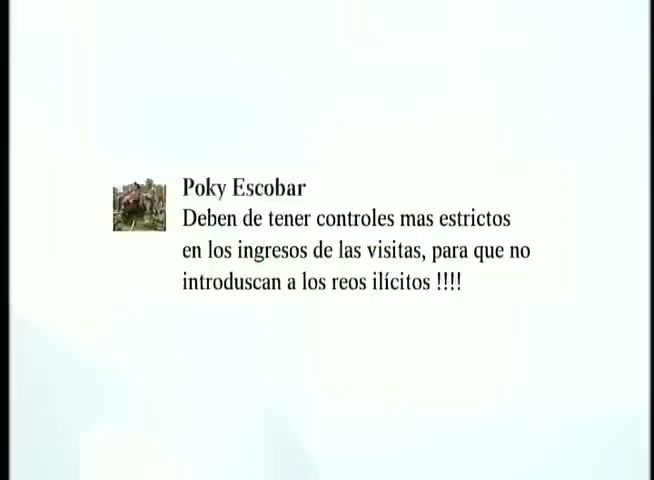 Poky Escobar
Deben de tener controles mas estrictos
en los ingresos de las visitas, para que no
introduscan a los reos ilícitos !!!!